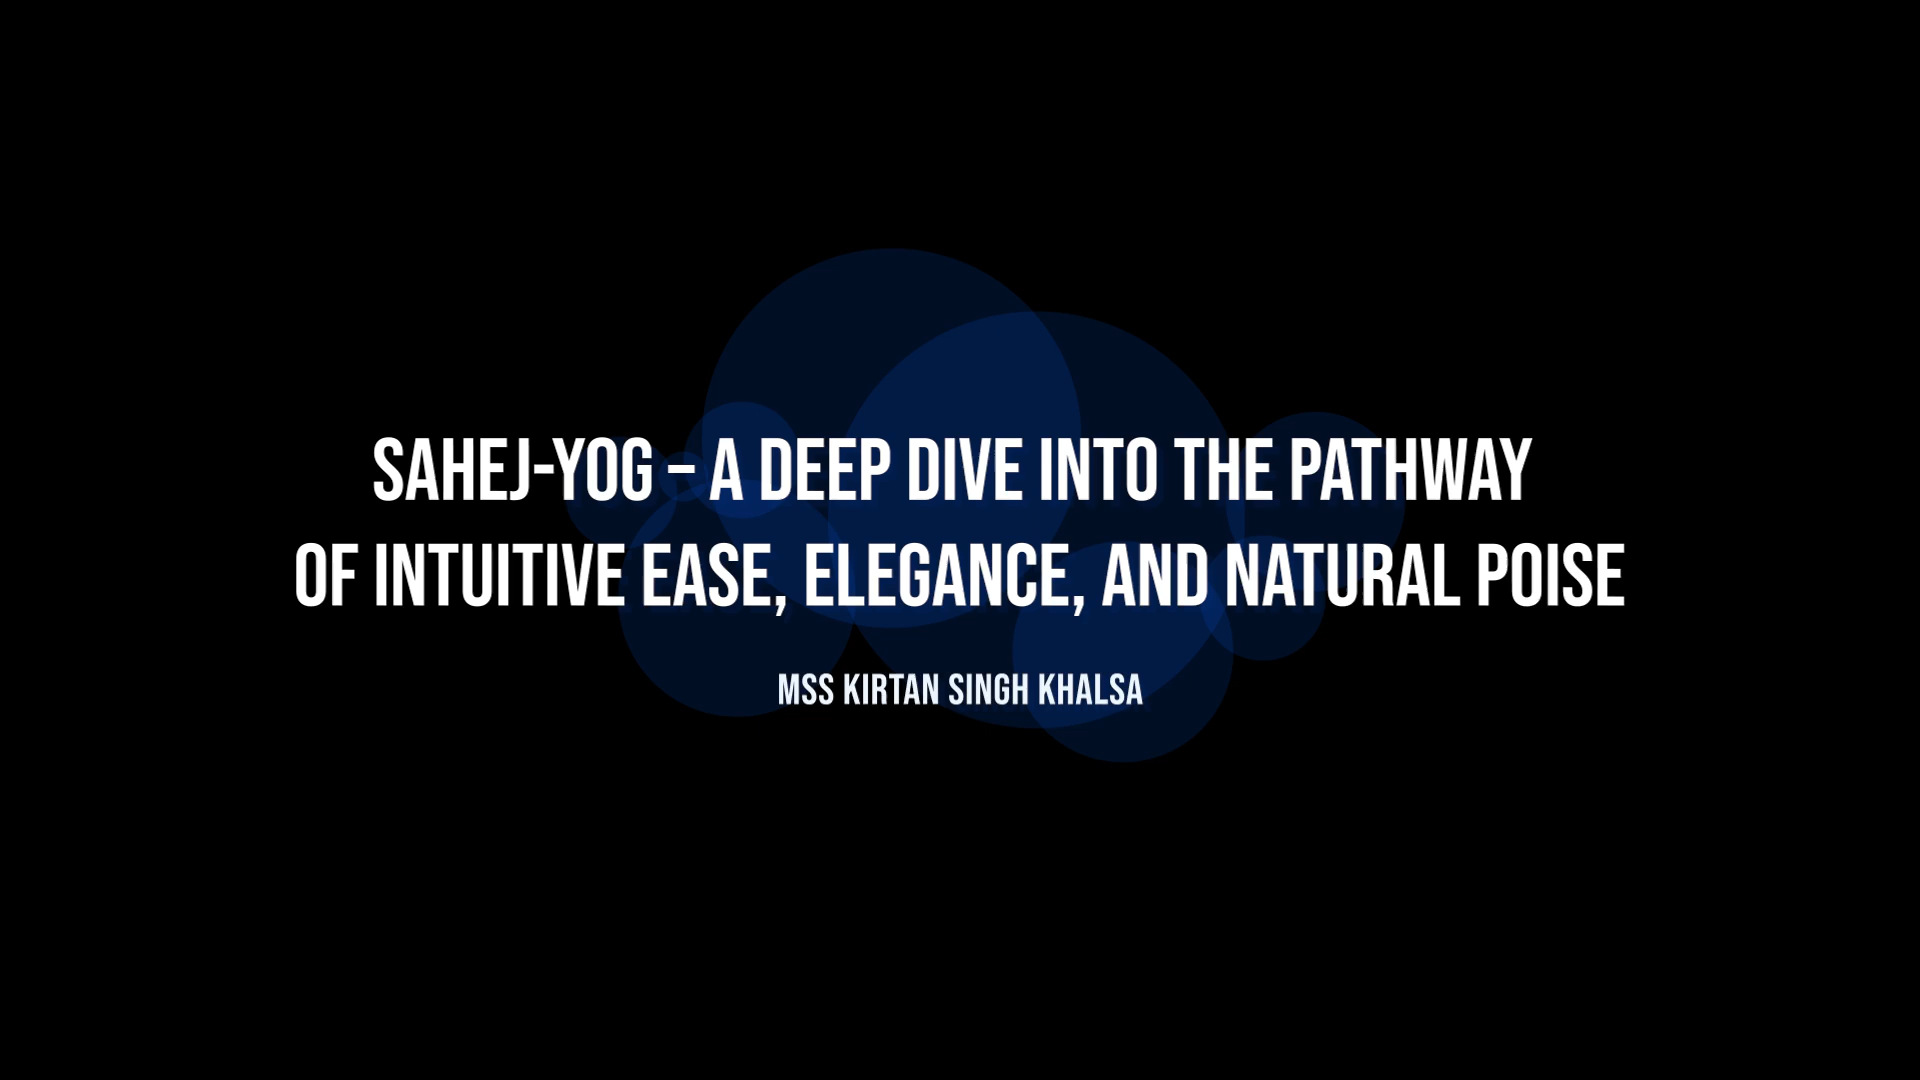 SAHEJ-YOG – A DEEP DIVE INTO THE PATHWAY
OF INTUITIVE EASE, ELEGANCE, AND NATURAL POISE
MSS KIRTAN SINGH KHALSA